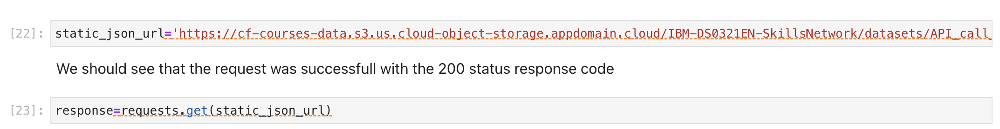 [22]: static_json_url='https://cf-courses-data.s3.us.cloud-object-storage.appdomain.cloud/IBM-DS0321EN-SkillsNetwork/datasets/API_call_
We should see that the request was successfull with the 200 status response code
[23]: response=requests.get(static_json_url)